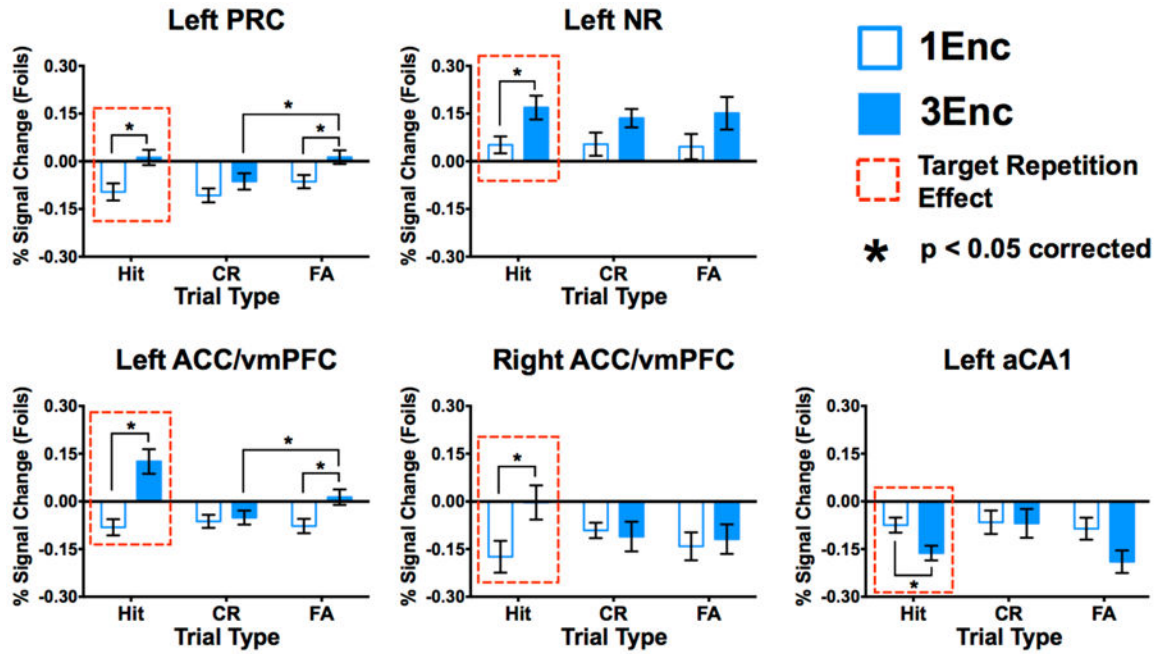 Left PRC
% Signal Change (Foils)
0.30
0.15
0.00
-0.15
-0.30
*
*
*
Hit CR FA
Trial Type
Left NR
% Signal Change (Foils)
0.30
0.15
0.00
-0.15
-0.30
*
Hit CR FA
Trial Type
1Enc
3Enc
Target Repetition
Effect
* p < 0.05 corrected
Left ACC/vmPFC
% Signal Change (Foils)
0.30
0.15
0.00
-0.15
-0.30
*
*
*
Hit CR FA
Trial Type
Right ACC/vmPFC
% Signal Change (Foils)
0.30
0.15
0.00
-0.15
-0.30
*
Hit CR FA
Trial Type
Left aCA1
% Signal Change (Foils)
0.30
0.15
0.00
-0.15
-0.30
*
Hit CR FA
Trial Type